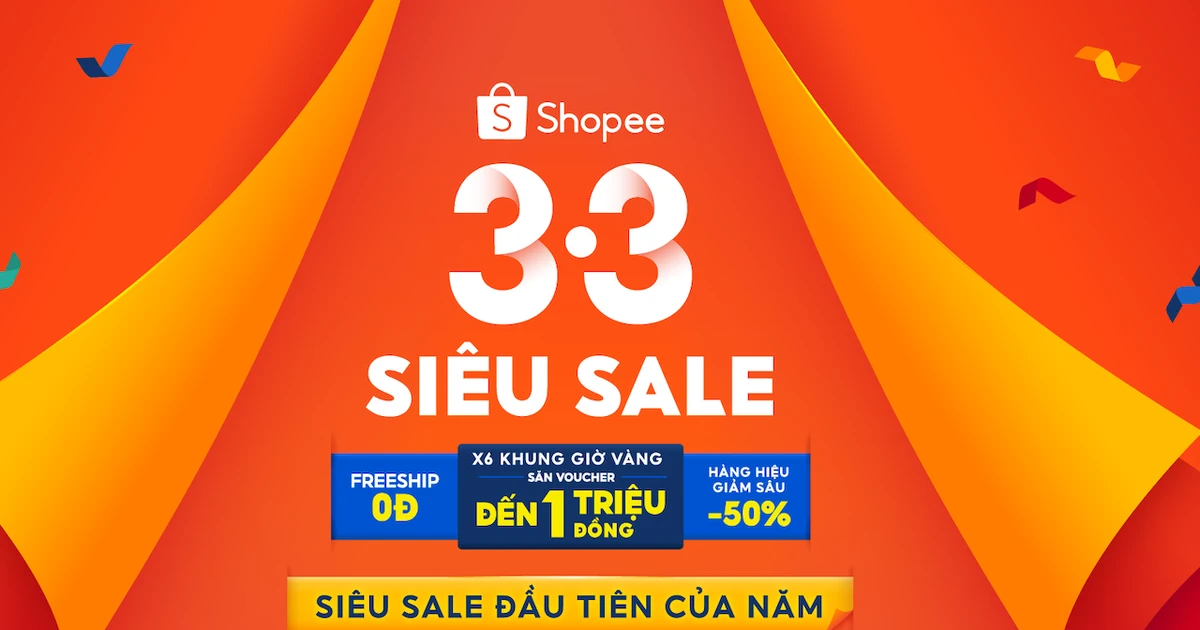 S Shopee
3.3
SIÊU SALE
FREESHIP
0Đ
X6 KHUNG GIỜ VÀNG
SĂN VOUCHER
ĐẾN 1 TRIỆU
ĐỒNG
HÀNG HIỆU
GIẢM SÂU
-50%
SIÊU SALE ĐẦU TIÊN CỦA NĂM